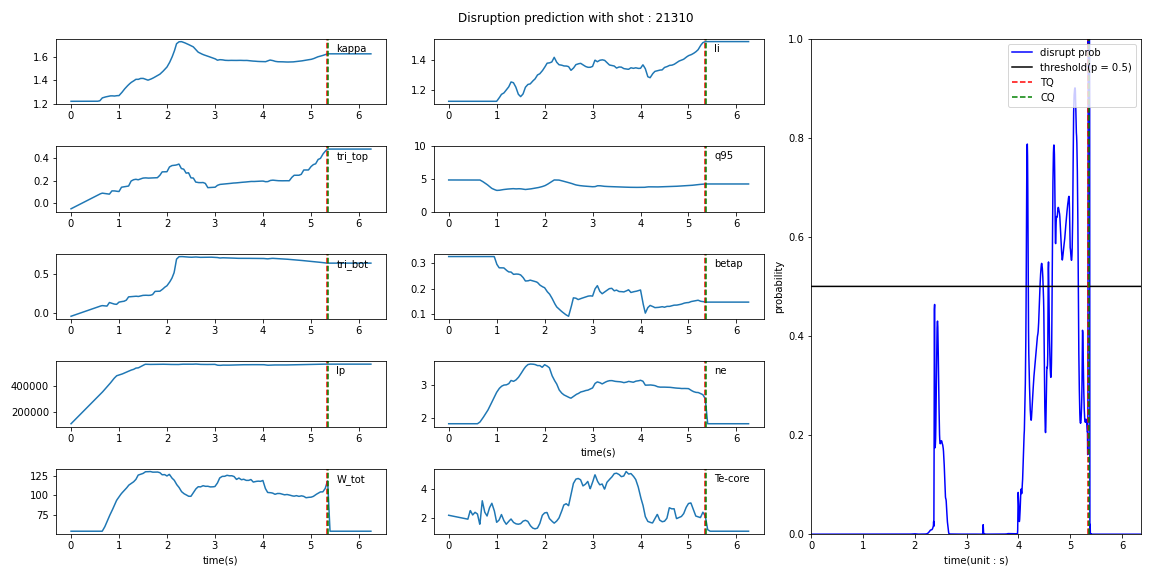 Disruption prediction with shot : 21310
kappa
1.6
1.4
1.2
0 1 2 3 4 5 6
li
1.4
1.2
0 1 2 3 4 5 6
tri_top
0.4
0.2
0.0
0 1 2 3 4 5 6
q95
10
5
0
0 1 2 3 4 5 6
tri_bot
0.5
0.0
0 1 2 3 4 5 6
betap
0.3
0.2
0.1
0 1 2 3 4 5 6
Ip
400000
200000
0 1 2 3 4 5 6
ne
3
2
0 1 2 3 4 5 6
time(s)
W_tot
125
100
75
0 1 2 3 4 5 6
time(s)
Te-core
4
2
0 1 2 3 4 5 6
time(s)
disrupt prob
threshold(p = 0.5)
TQ
CQ
probability
1.0
0.8
0.6
0.4
0.2
0.0
0 1 2 3 4 5 6
time(unit : s)